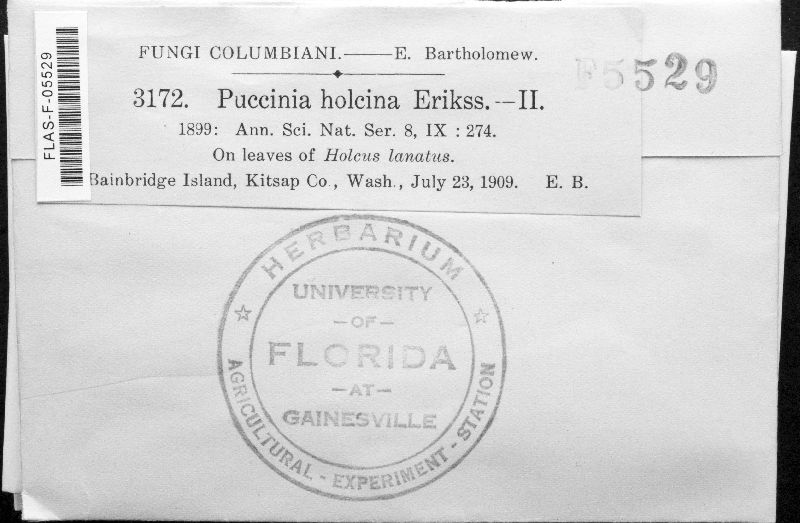 FLAS-F-05529
FUNGI COLUMBIANI.——E. Bartholomew.
F5529
3172. Puccinia holcina Erikss.—II.
1899: Ann. Sci. Nat. Ser. 8, IX : 274.
On leaves of Holcus lanatus.
Bainbridge Island, Kitsap Co., Wash., July 23, 1909. E. B.
HERBARIUM
UNIVERSITY
—OF—
FLORIDA
—AT—
GAINESVILLE
AGRICULTURAL - EXPERIMENT - STATION